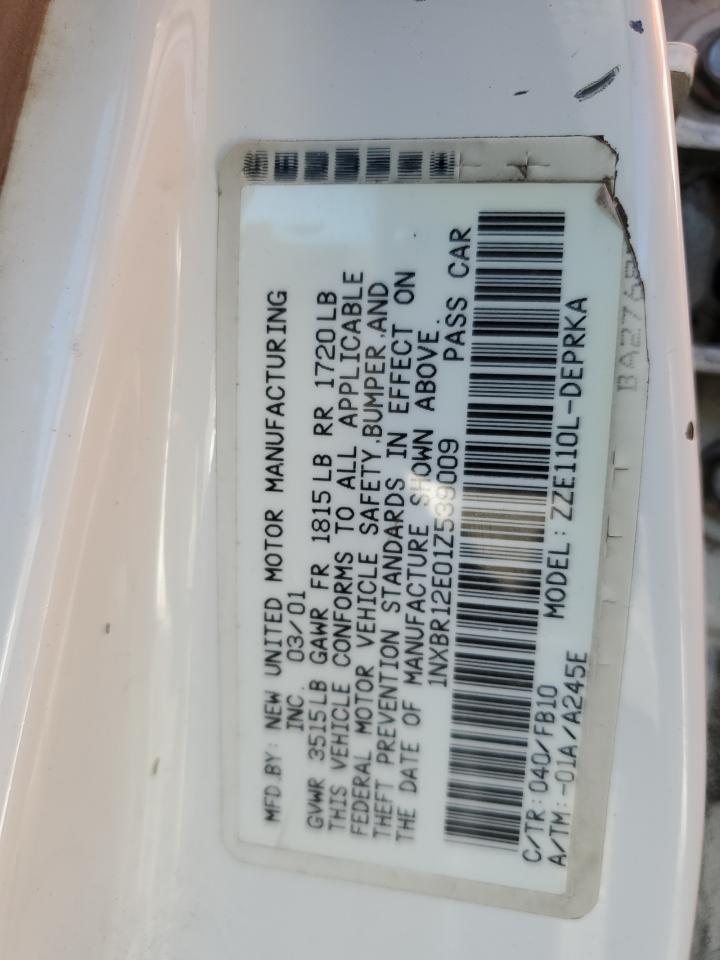 MFD.BY: NEW UNITED MOTOR MANUFACTURING
INC. 03/01
GVWR 3515LB GAWR FR 1815LB RR 1720LB
THIS VEHICLE CONFORMS TO ALL APPLICABLE
FEDERAL MOTOR VEHICLE SAFETY,BUMPER,AND
THEFT PREVENTION STANDARDS IN EFFECT ON
THE DATE OF MANUFACTURE SHOWN ABOVE.
1NXBR12E01Z539009 PASS CAR
C/TR:040/FB10 MODEL:ZZE110L-DEPRKA
A/TM:-01A/A245E